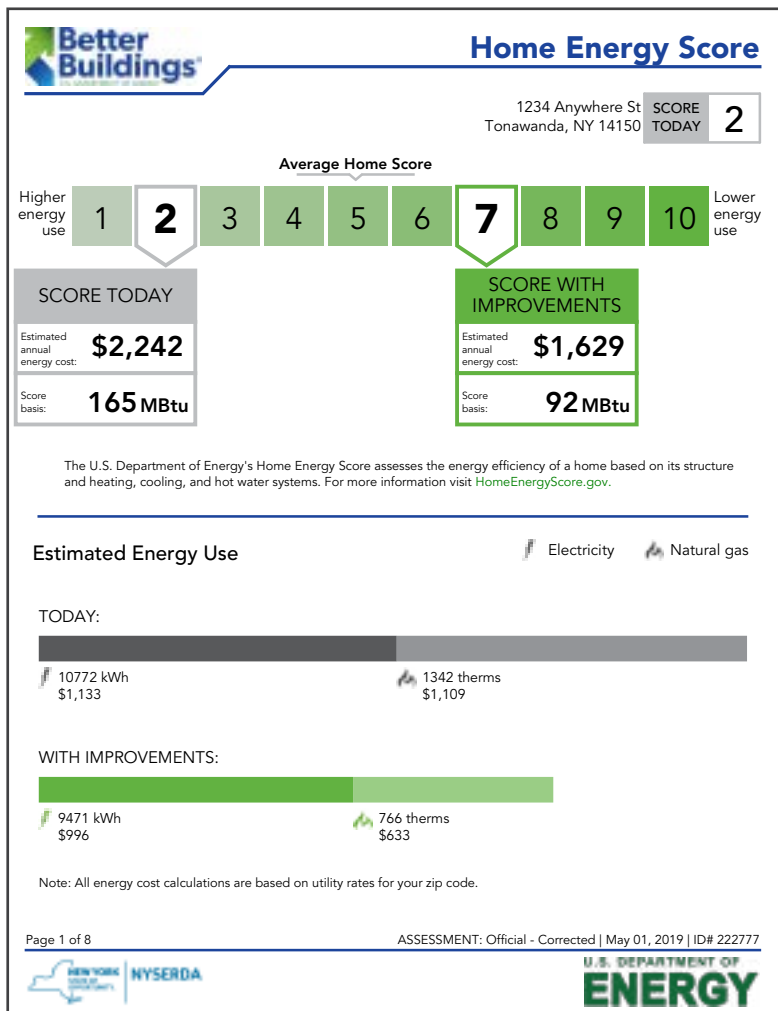 Better
Buildings
Home Energy Score
1234 Anywhere St
Tonawanda, NY 14150
SCORE
TODAY
2
Average Home Score
Higher
energy
use
1 2 3 4 5 6 7 8 9 10
Lower
energy
use
SCORE TODAY
Estimated
annual
energy cost:
$2,242
Score
basis:
165 MBtu
SCORE WITH
IMPROVEMENTS
Estimated
annual
energy cost:
$1,629
Score
basis:
92 MBtu
The U.S. Department of Energy's Home Energy Score assesses the energy efficiency of a home based on its structure
and heating, cooling, and hot water systems. For more information visit HomeEnergyScore.gov.
Estimated Energy Use
Electricity
Natural gas
TODAY:
10772 kWh
$1,133
1342 therms
$1,109
WITH IMPROVEMENTS:
9471 kWh
$996
766 therms
$633
Note: All energy cost calculations are based on utility rates for your zip code.
Page 1 of 8
ASSESSMENT: Official - Corrected | May 01, 2019 | ID# 222777
NEW YORK
STATE OF
OPPORTUNITY.
NYSERDA
U.S. DEPARTMENT OF
ENERGY